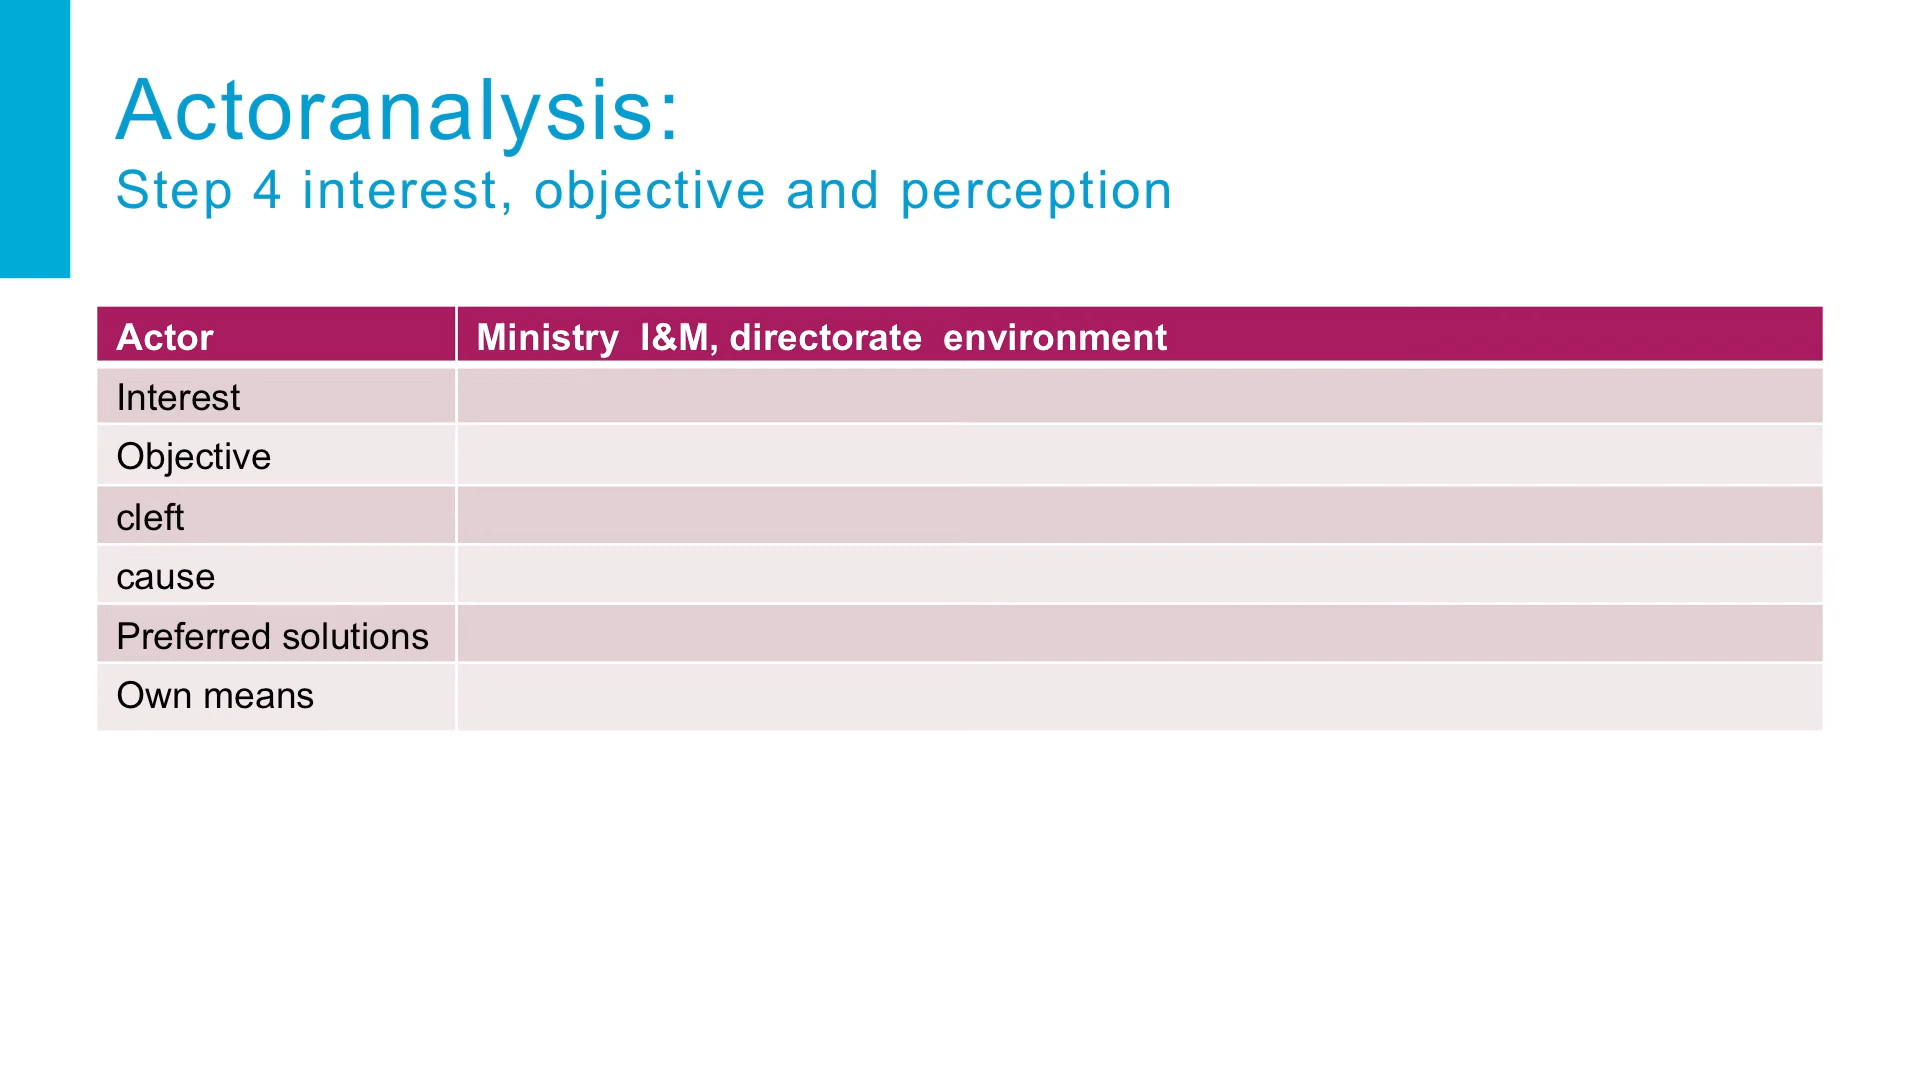 Actoranalysis:
Step 4 interest, objective and perception
Actor Ministry I&M, directorate environment
Interest
Objective
cleft
cause
Preferred solutions
Own means